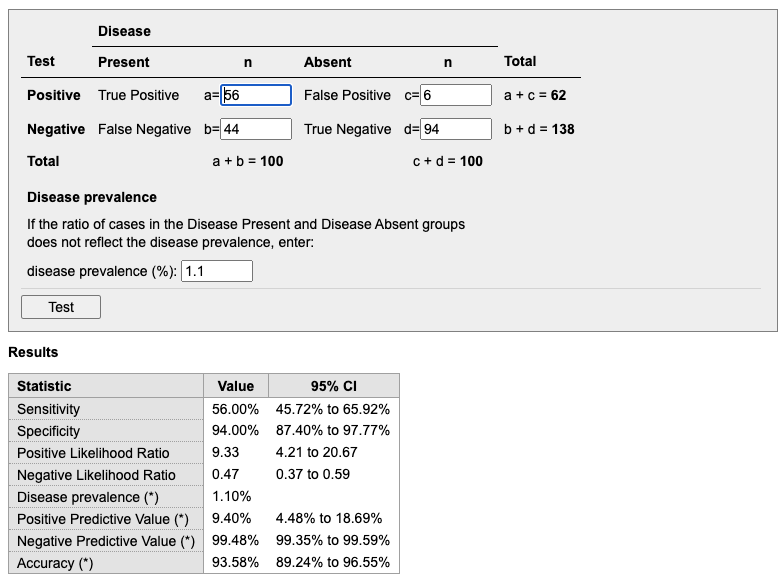 Disease
Test Present n Absent n Total
Positive True Positive a= 56 False Positive c= 6 a + c = 62
Negative False Negative b= 44 True Negative d= 94 b + d = 138
Total a + b = 100 c + d = 100
Disease prevalence
If the ratio of cases in the Disease Present and Disease Absent groups
does not reflect the disease prevalence, enter:
disease prevalence (%): 1.1
Test
Results
Statistic Value 95% CI
Sensitivity 56.00% 45.72% to 65.92%
Specificity 94.00% 87.40% to 97.77%
Positive Likelihood Ratio 9.33 4.21 to 20.67
Negative Likelihood Ratio 0.47 0.37 to 0.59
Disease prevalence (*) 1.10%
Positive Predictive Value (*) 9.40% 4.48% to 18.69%
Negative Predictive Value (*) 99.48% 99.35% to 99.59%
Accuracy (*) 93.58% 89.24% to 96.55%